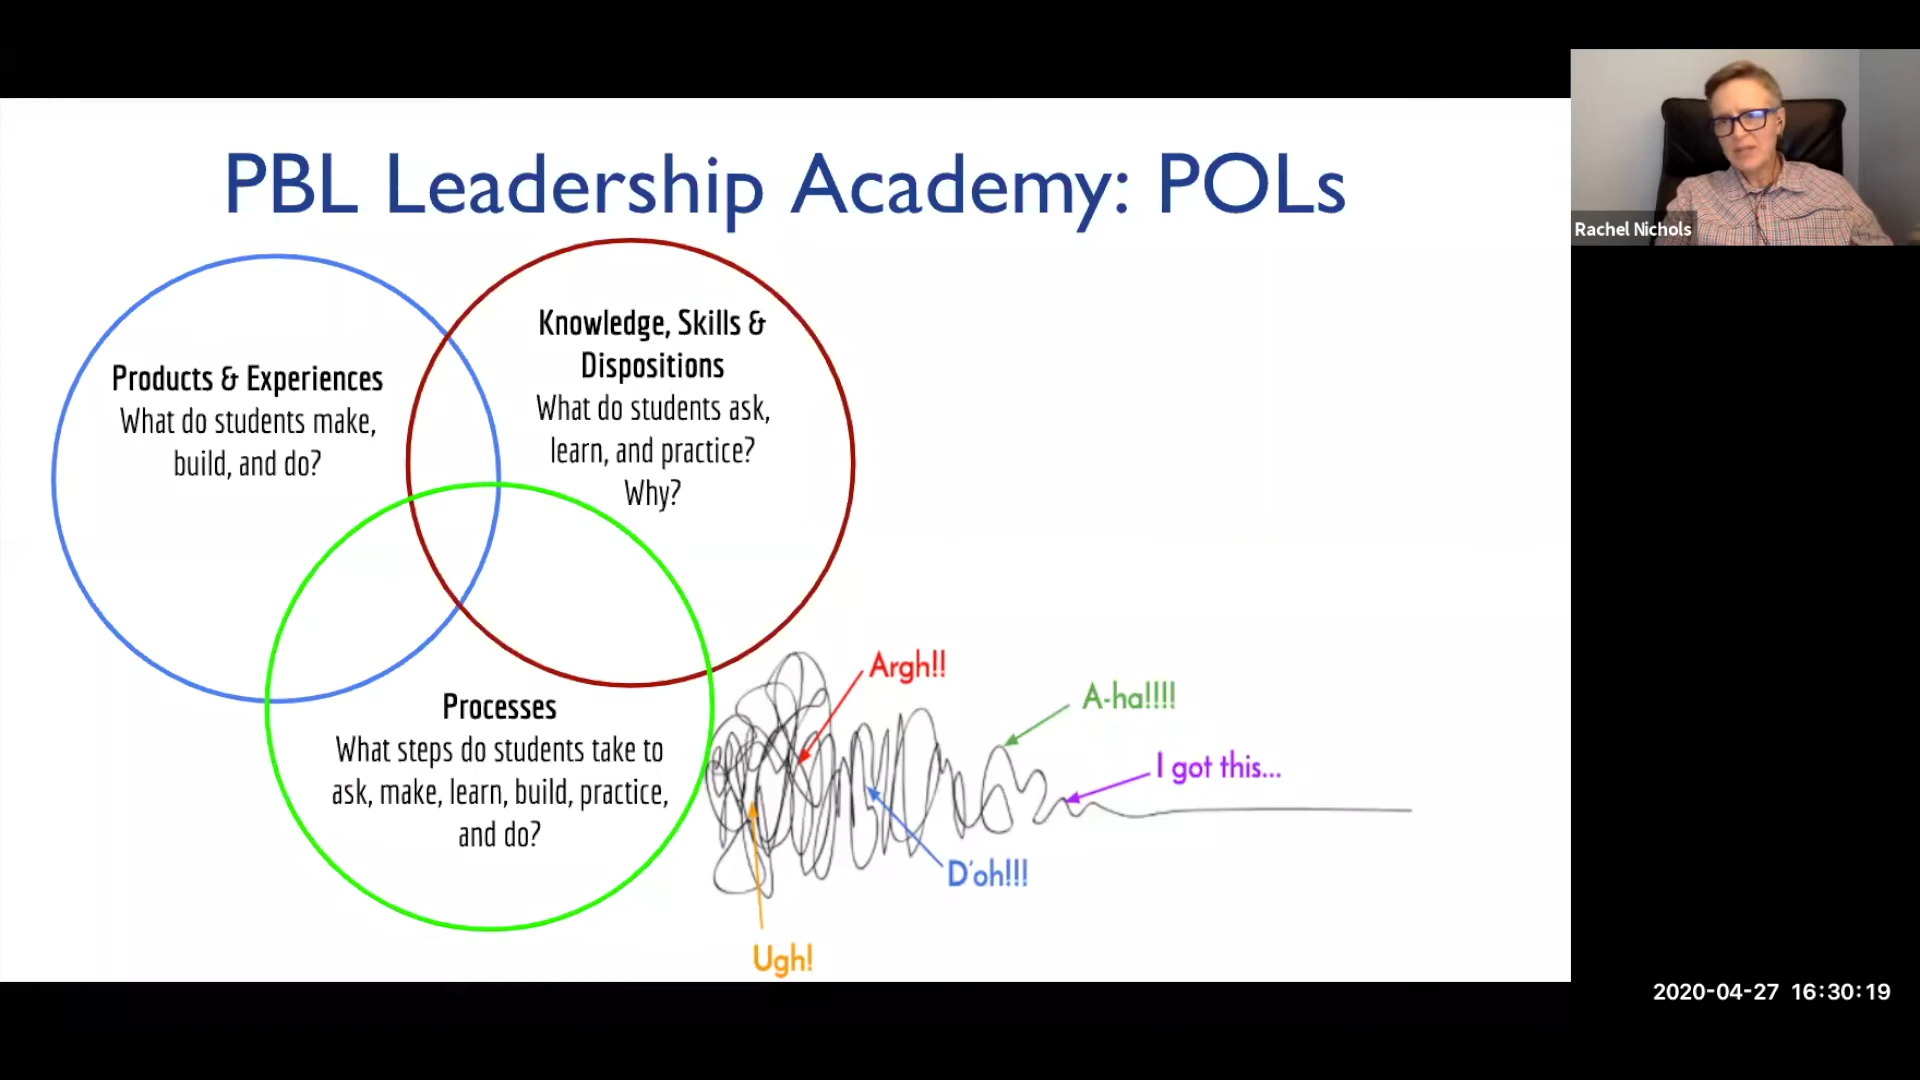 PBL Leadership Academy: POLs
Rachel Nichols
Products & Experiences
What do students make,
build, and do?
Knowledge, Skills &
Dispositions
What do students ask,
learn, and practice?
Why?
Processes
What steps do students take to
ask, make, learn, build, practice,
and do?
Argh!!
A-ha!!!!
I got this...
D'oh!!!
Ugh!
2020-04-27 16:30:19